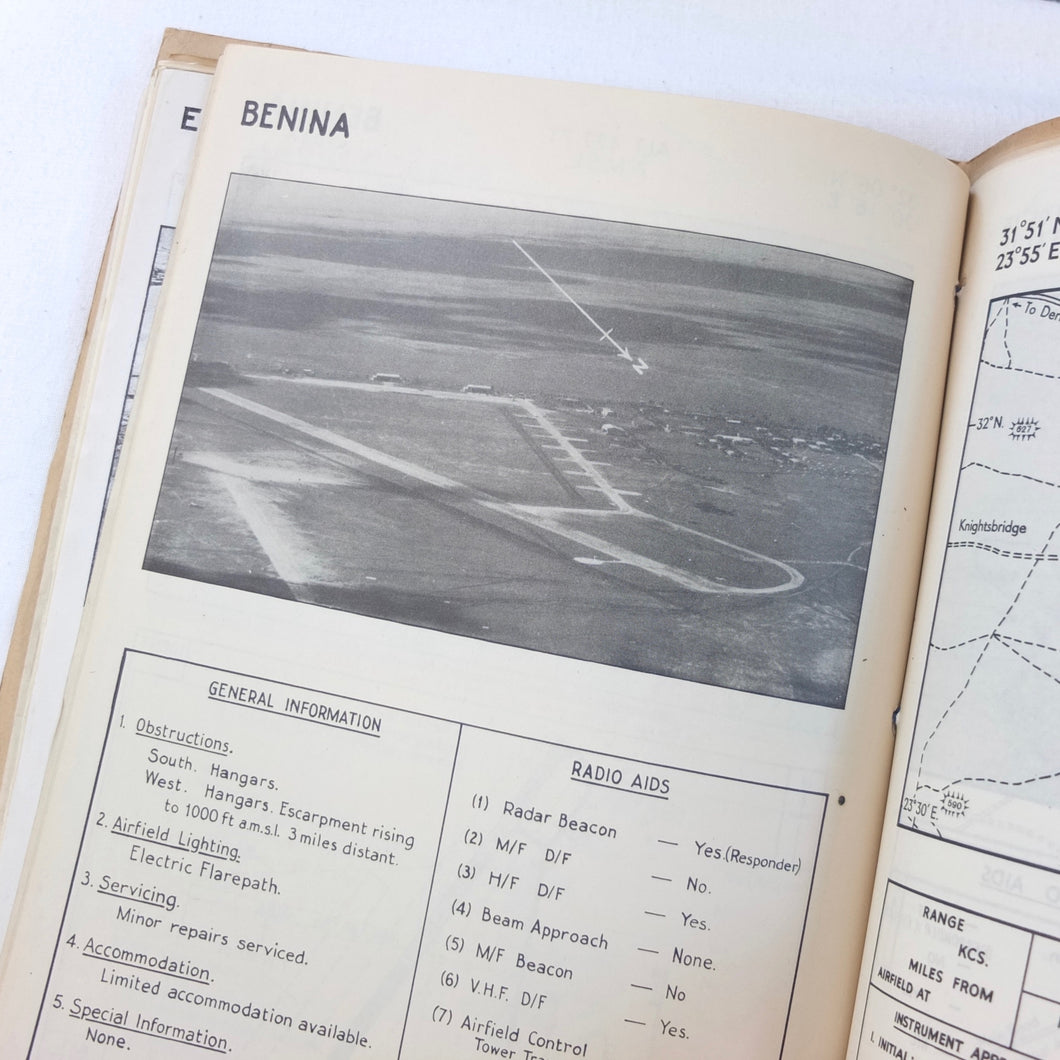 E
BENINA
N
GENERAL INFORMATION
1. Obstructions.
South. Hangars.
West. Hangars. Escarpment rising
to 1000 ft a.m.s.l. 3 miles distant.
2. Airfield Lighting.
Electric Flarepath.
3. Servicing.
Minor repairs serviced.
4. Accommodation.
Limited accommodation available.
5. Special Information.
None.
RADIO AIDS
(1) Radar Beacon — Yes.(Responder)
(2) M/F D/F — No.
(3) H/F D/F — Yes.
(4) Beam Approach — None.
(5) M/F Beacon — No
(6) V.H.F. D/F — Yes.
(7) Airfield Control
Tower
31°51' N
23°55' E
To Der
32°N.
627
Knightsbridge
590
23°30' E.
RANGE
KCS.
MILES FROM
AIRFIELD AT
INSTRUMENT APP
1. INITIAL